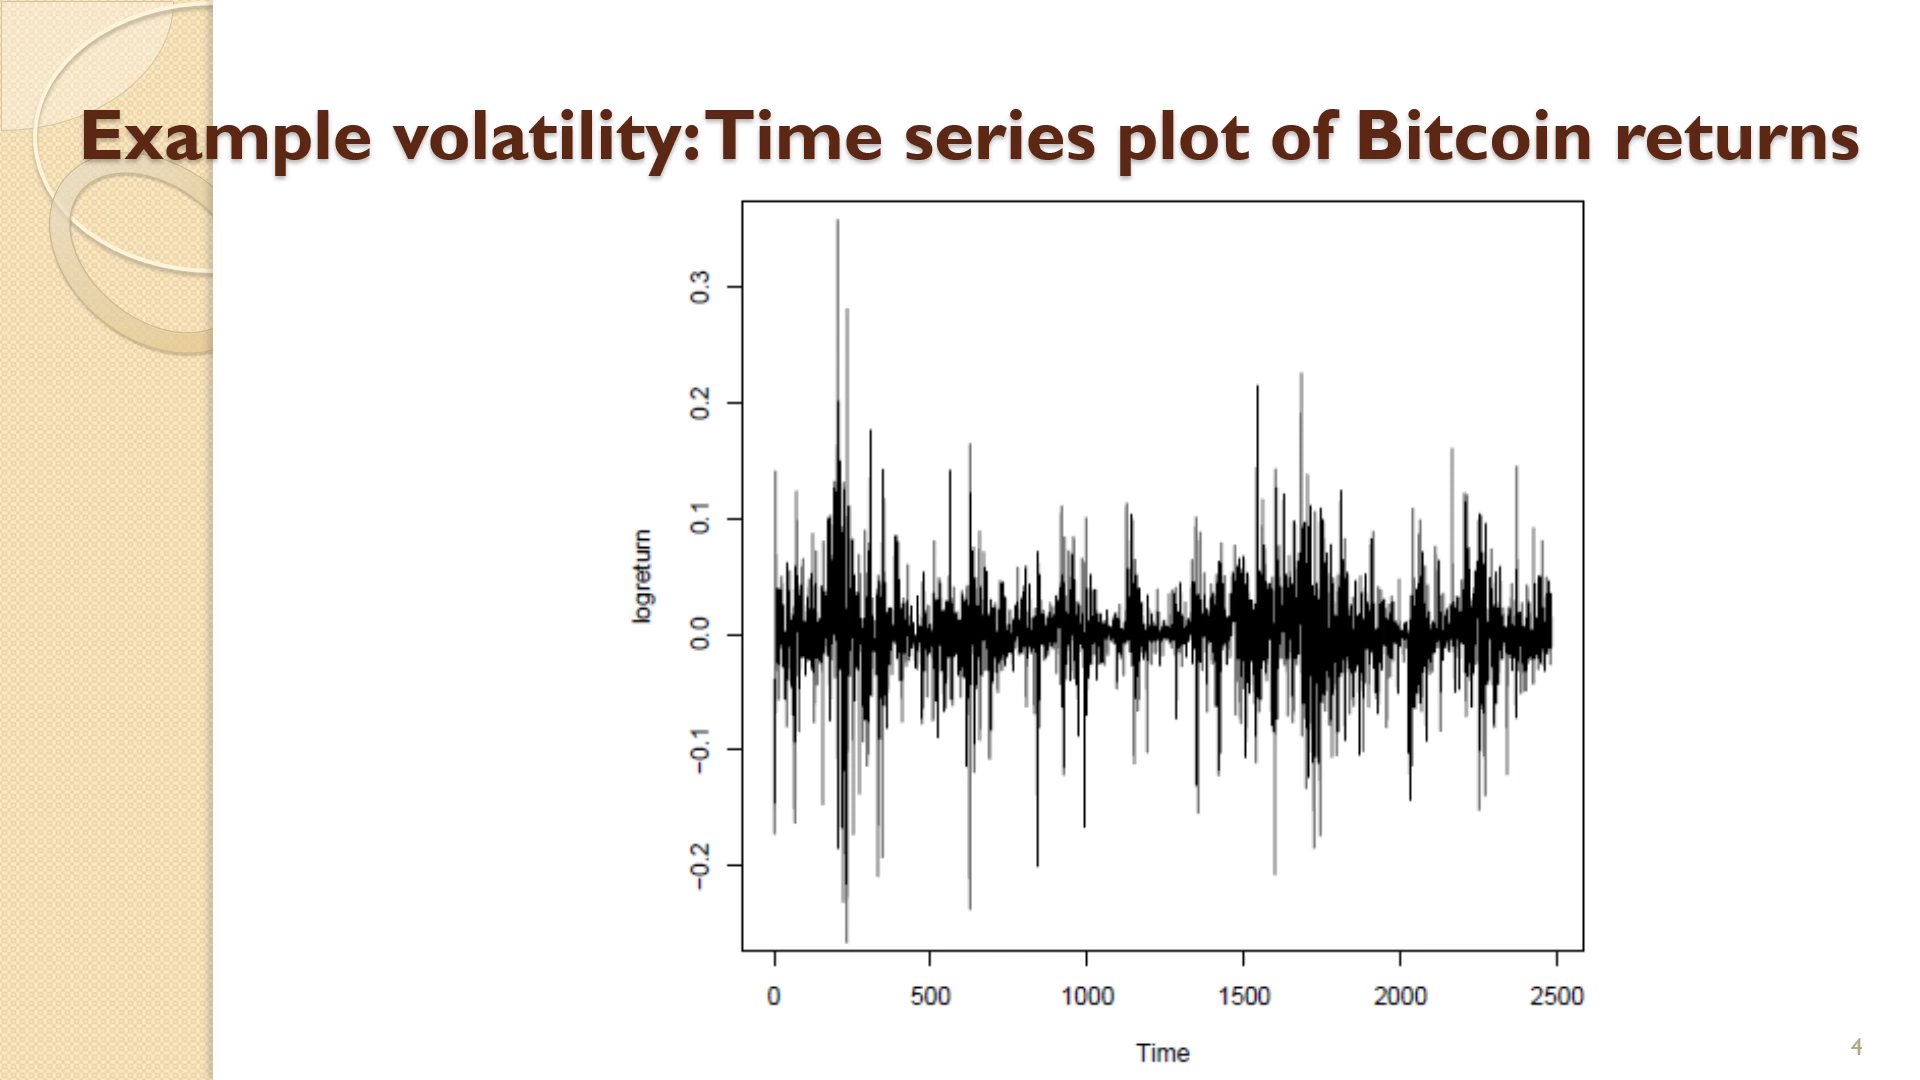 Example volatility: Time series plot of Bitcoin returns
logreturn
0.3
0.2
0.1
0.0
−0.1
−0.2
0 500 1000 1500 2000 2500
Time
4